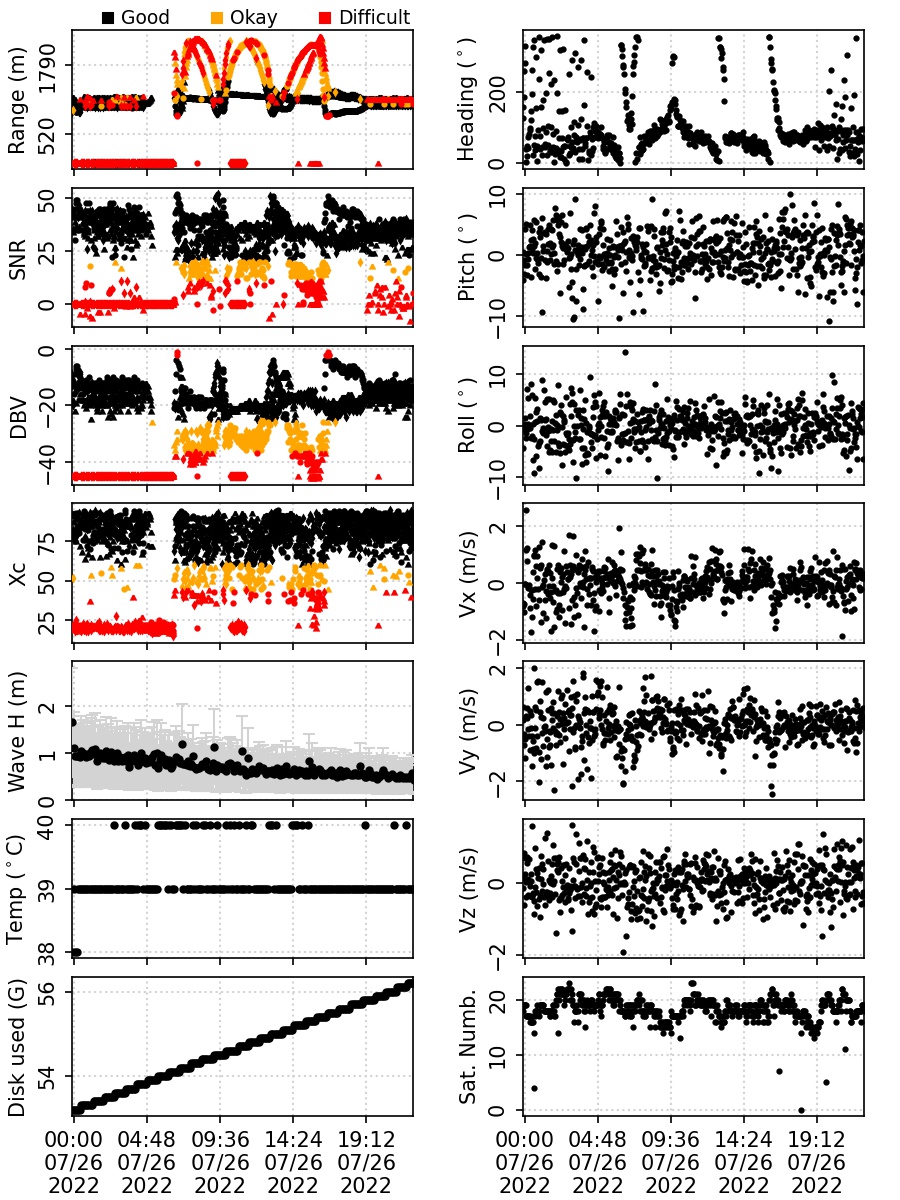 Good Okay Difficult
Range (m)
1790
520
Heading (°)
200
0
SNR
50
25
0
Pitch (°)
10
0
−10
DBV
0
−20
−40
Roll (°)
10
0
−10
Xc
75
50
25
Vx (m/s)
2
0
−2
Wave H (m)
2
1
0
Vy (m/s)
2
0
−2
Temp (°C)
40
39
38
Vz (m/s)
0
−2
Disk used (G)
56
54
Sat. Numb.
20
10
0
00:00 04:48 09:36 14:24 19:12
07/26 07/26 07/26 07/26 07/26
2022 2022 2022 2022 2022
00:00 04:48 09:36 14:24 19:12
07/26 07/26 07/26 07/26 07/26
2022 2022 2022 2022 2022